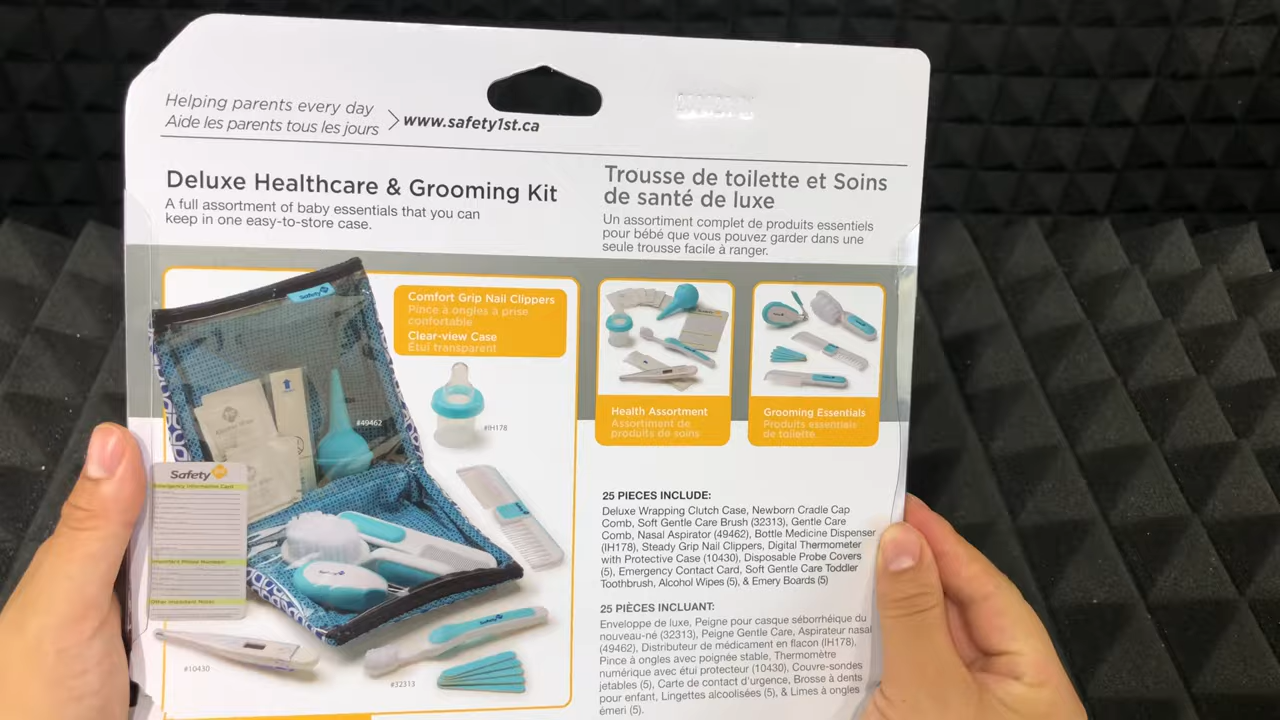 Helping parents every day
Aide les parents tous les jours
www.safety1st.ca
Deluxe Healthcare & Grooming Kit
A full assortment of baby essentials that you can
keep in one easy-to-store case.
Trousse de toilette et Soins
de santé de luxe
Un assortiment complet de produits essentiels
pour bébé que vous pouvez garder dans une
seule trousse facile à ranger.
Safety 1st
Comfort Grip Nail Clippers
Pince à ongles à prise
confortable
Clear-view Case
Étui transparent
#49462
#IH178
Health Assortment
Assortiment de
produits de soins
Grooming Essentials
Produits essentiels
de toilette
Safety 1st
Emergency Information Card
Important Phone Numbers
Other Important Notes
#10430
#32313
25 PIECES INCLUDE:
Deluxe Wrapping Clutch Case, Newborn Cradle Cap
Comb, Soft Gentle Care Brush (32313), Gentle Care
Comb, Nasal Aspirator (49462), Bottle Medicine Dispenser
(IH178), Steady Grip Nail Clippers, Digital Thermometer
with Protective Case (10430), Disposable Probe Covers
(5), Emergency Contact Card, Soft Gentle Care Toddler
Toothbrush, Alcohol Wipes (5), & Emery Boards (5)
25 PIÈCES INCLUANT:
Enveloppe de luxe, Peigne pour casque séborrhéique du
nouveau-né (32313), Peigne Gentle Care, Aspirateur nasal
(49462), Distributeur de médicament en flacon (IH178),
Pince à ongles avec poignée stable, Thermomètre
numérique avec étui protecteur (10430), Couvre-sondes
jetables (5), Carte de contact d'urgence, Brosse à dents
pour enfant, Lingettes alcoolisées (5), & Limes à ongles
émeri (5).